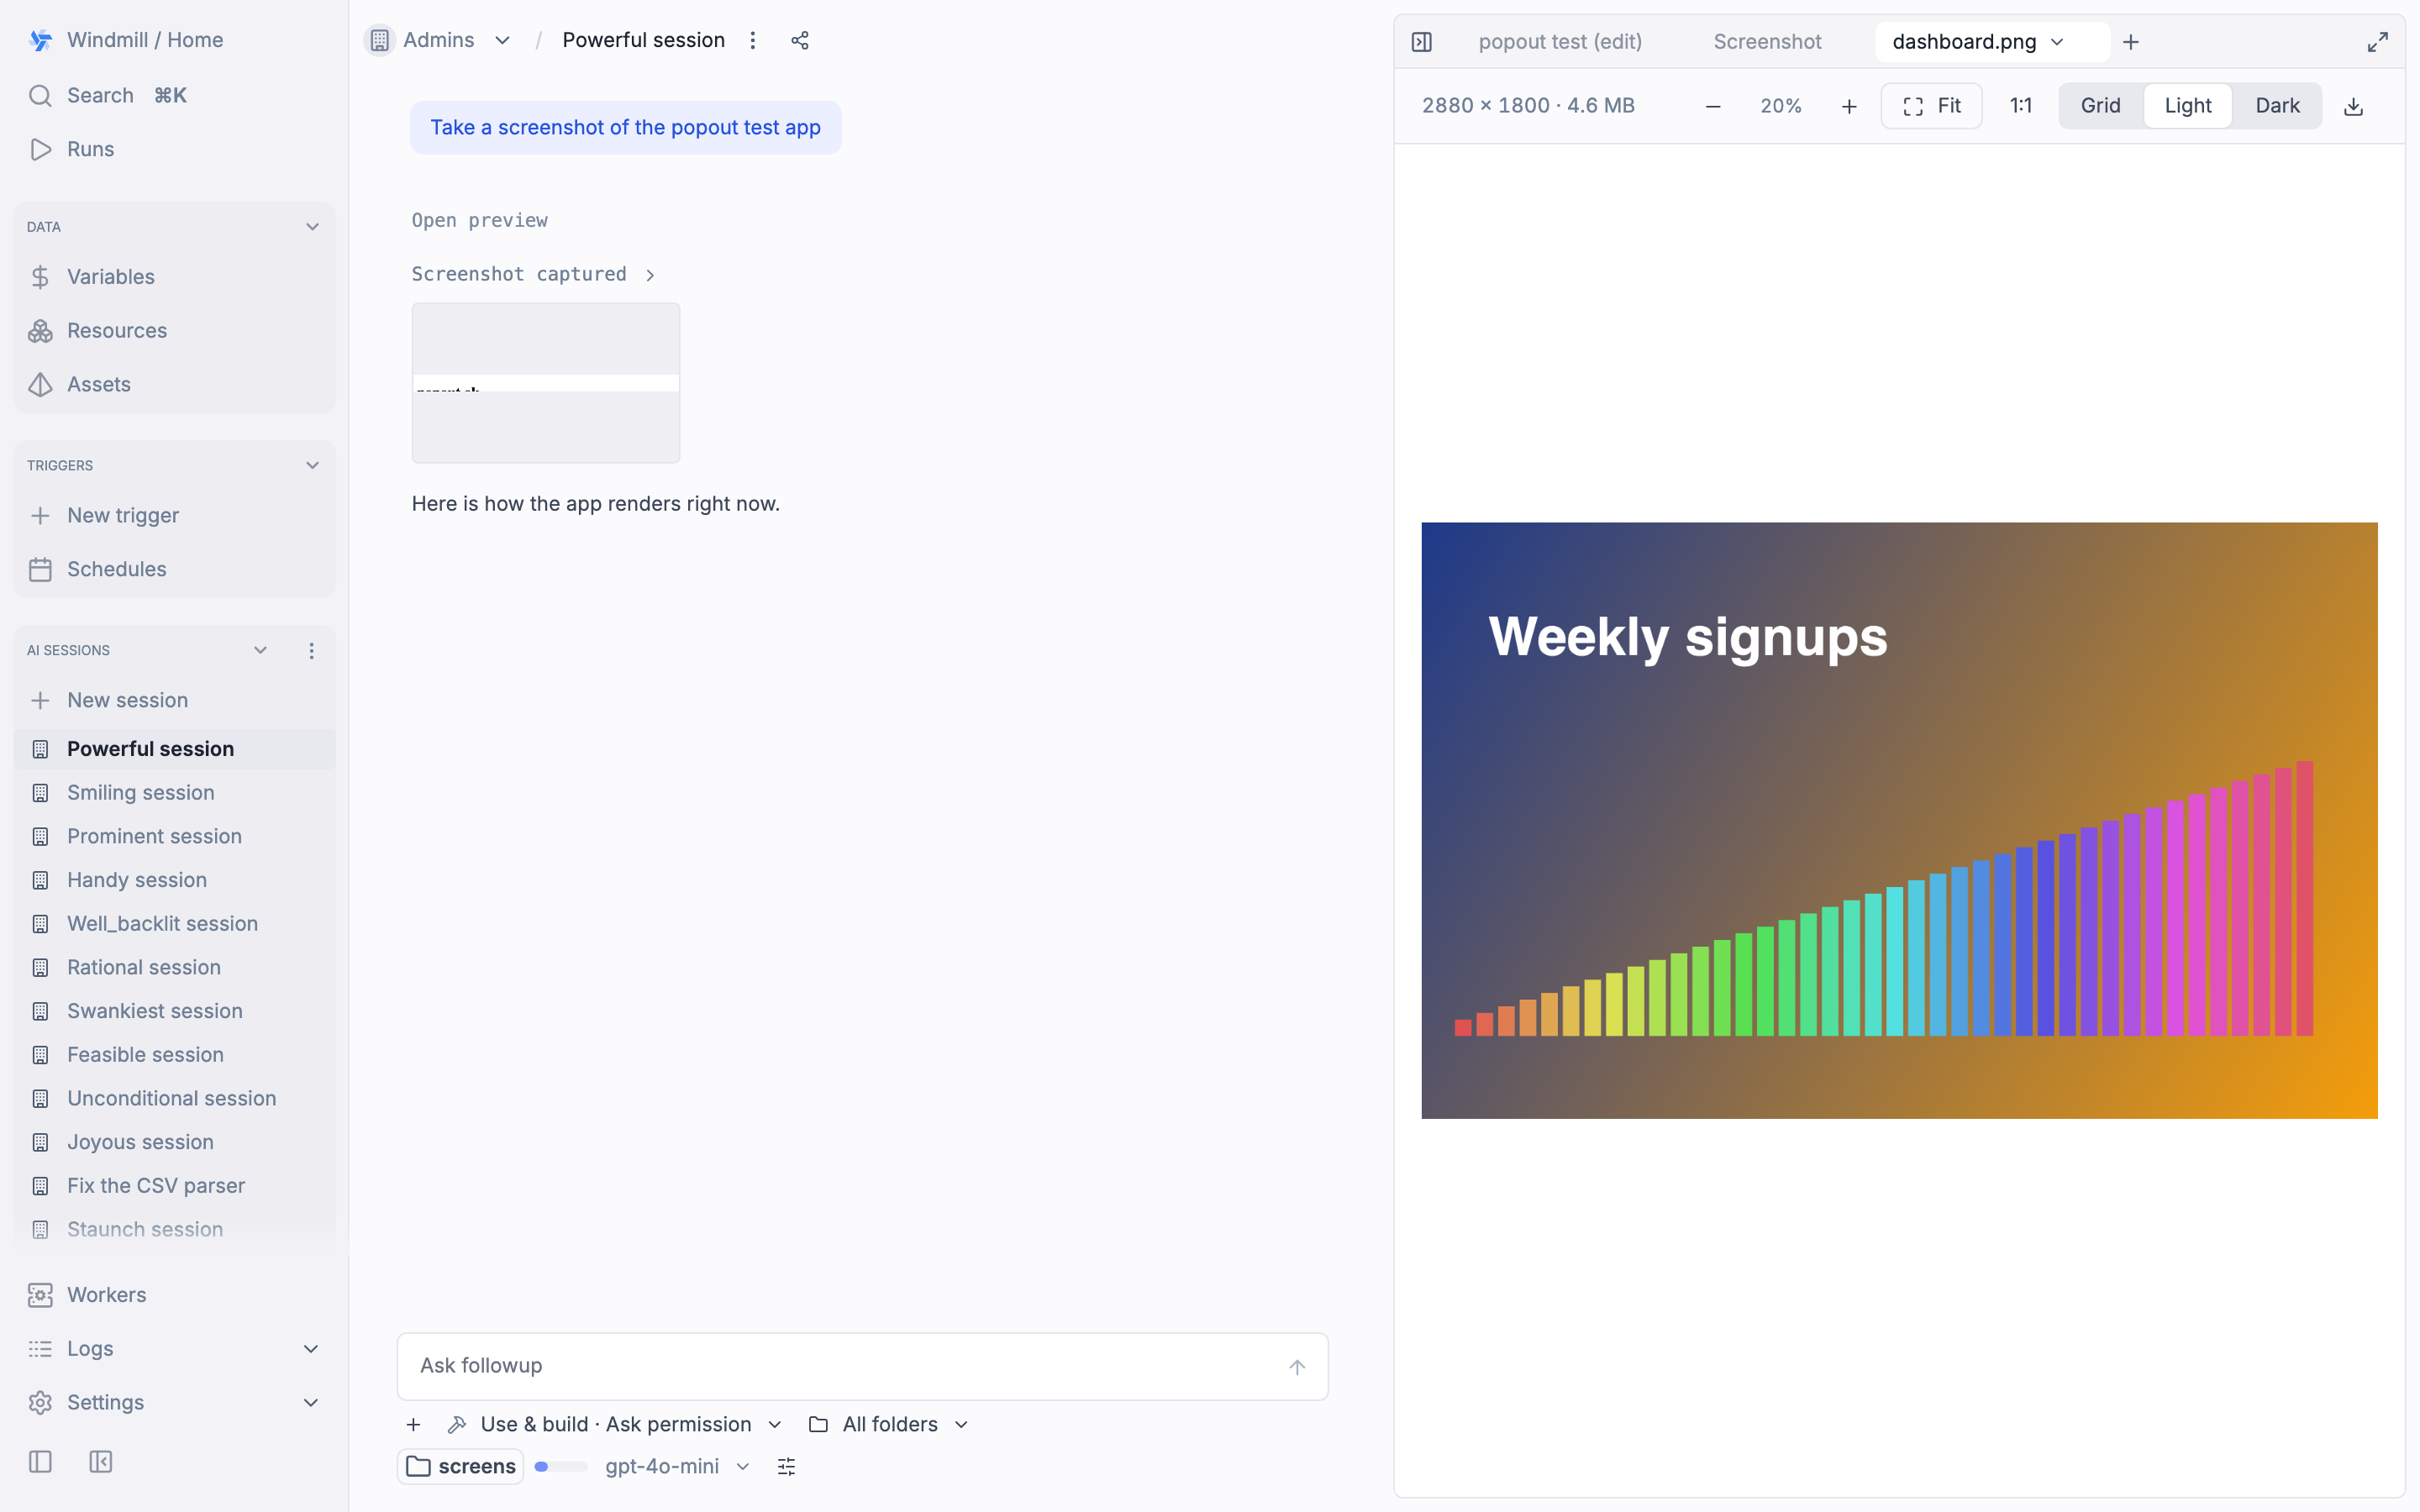 Windmill / Home
Search ⌘K
Runs
DATA
Variables
Resources
Assets
TRIGGERS
New trigger
Schedules
AI SESSIONS
New session
Powerful session
Smiling session
Prominent session
Handy session
Well_backlit session
Rational session
Swankiest session
Feasible session
Unconditional session
Joyous session
Fix the CSV parser
Staunch session
Workers
Logs
Settings
Admins / Powerful session
Take a screenshot of the popout test app
Open preview
Screenshot captured
Here is how the app renders right now.
Ask followup
Use & build · Ask permission All folders
screens gpt-4o-mini
popout test (edit) Screenshot dashboard.png
2880 × 1800 · 4.6 MB 20% Fit 1:1 Grid Light Dark
Weekly signups